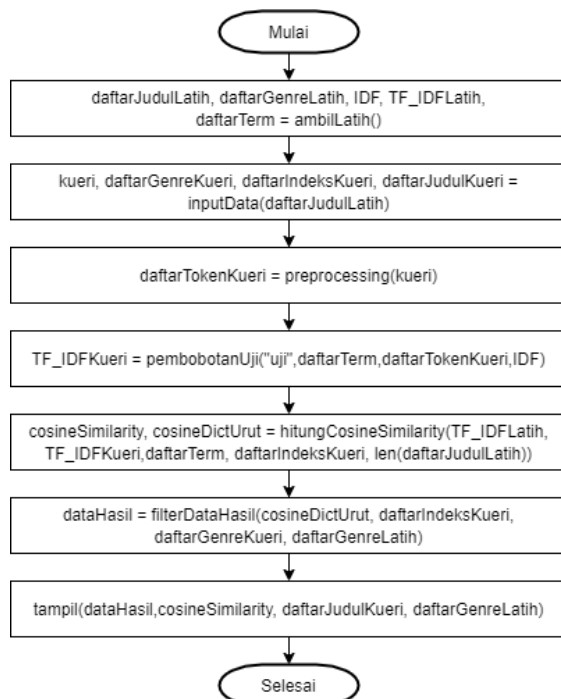 Mulai
daftarJudulLatih, daftarGenreLatih, IDF, TF_IDFLatih,
daftarTerm = ambilLatih()
kueri, daftarGenreKueri, daftarIndeksKueri, daftarJudulKueri =
inputData(daftarJudulLatih)
daftarTokenKueri = preprocessing(kueri)
TF_IDFKueri = pembobotanUji("uji",daftarTerm,daftarTokenKueri,IDF)
cosineSimilarity, cosineDictUrut = hitungCosineSimilarity(TF_IDFLatih,
TF_IDFKueri,daftarTerm, daftarIndeksKueri, len(daftarJudulLatih))
dataHasil = filterDataHasil(cosineDictUrut, daftarIndeksKueri,
daftarGenreKueri, daftarGenreLatih)
tampil(dataHasil,cosineSimilarity, daftarJudulKueri, daftarGenreLatih)
Selesai